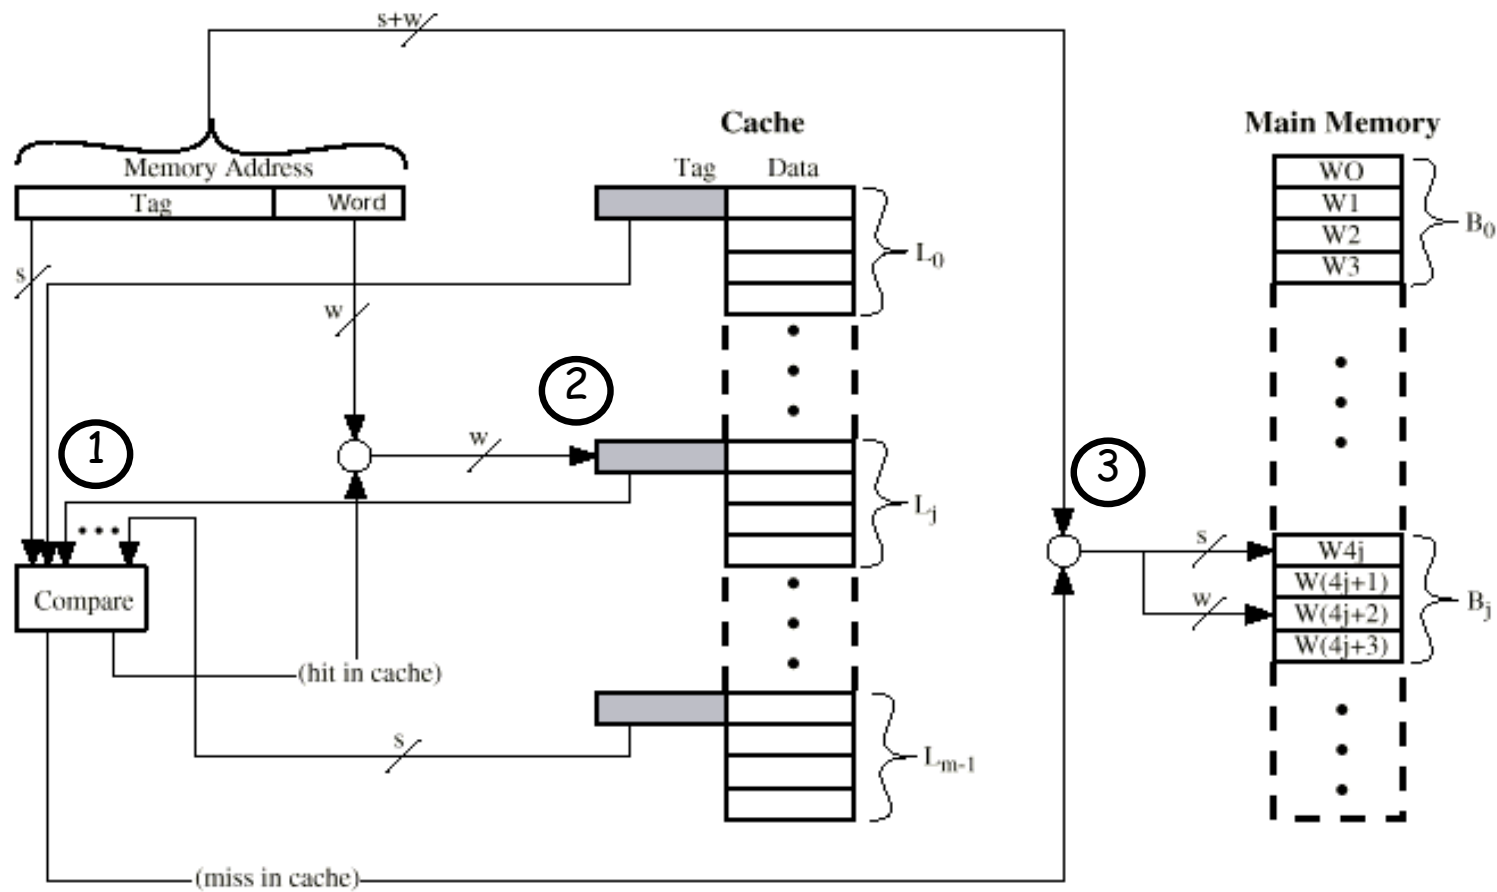 s+w
Cache
Main Memory
Memory Address
Tag Data
Tag Word
WO
W1
W2
W3
B0
L0
s
w
2
1
w
3
Lj
s
W4j
W(4j+1)
W(4j+2)
W(4j+3)
Bj
w
Compare
(hit in cache)
s
Lm-1
(miss in cache)